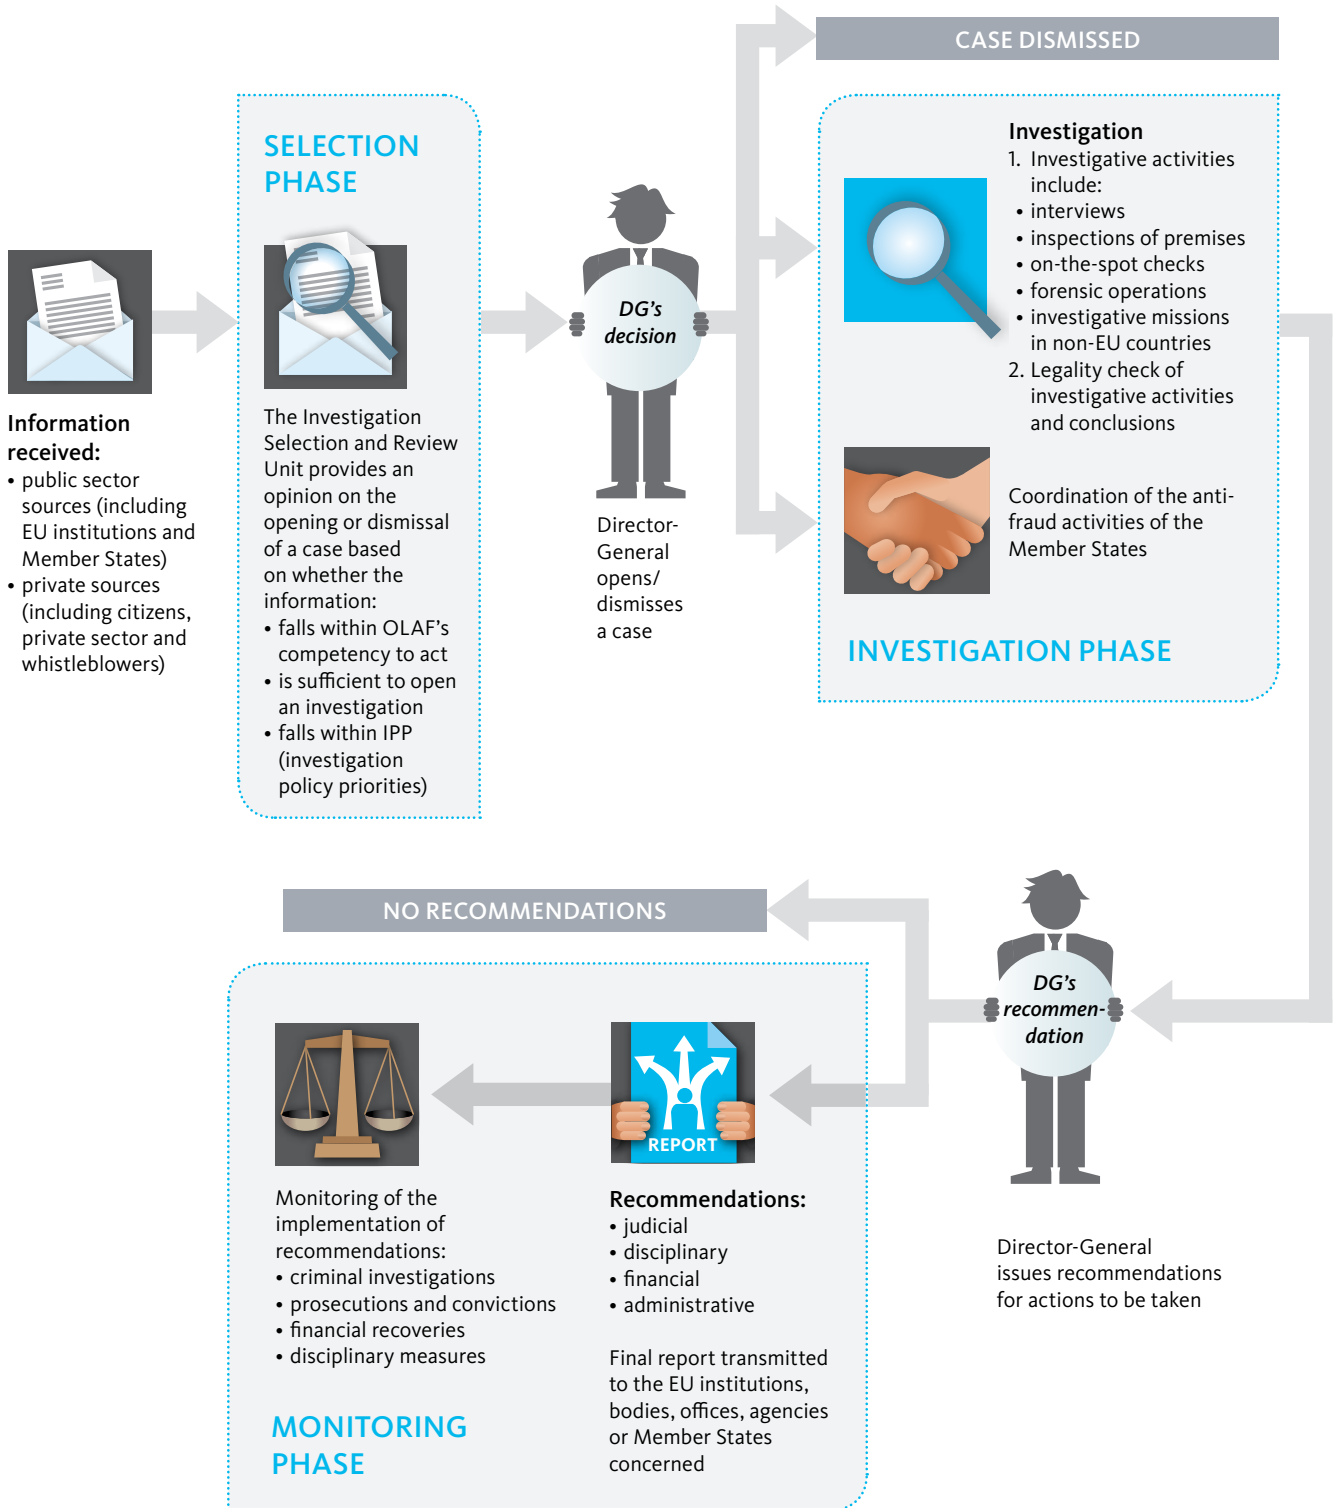 CASE DISMISSED
SELECTION
PHASE
Information
received:
• public sector
sources (including
EU institutions and
Member States)
• private sources
(including citizens,
private sector and
whistleblowers)
The Investigation
Selection and Review
Unit provides an
opinion on the
opening or dismissal
of a case based
on whether the
information:
• falls within OLAF’s
competency to act
• is sufficient to open
an investigation
• falls within IPP
(investigation
policy priorities)
DG’s
decision
Director-
General
opens/
dismisses
a case
Investigation
1. Investigative activities
include:
• interviews
• inspections of premises
• on-the-spot checks
• forensic operations
• investigative missions
in non-EU countries
2. Legality check of
investigative activities
and conclusions
Coordination of the anti-
fraud activities of the
Member States
INVESTIGATION PHASE
DG’s
recommen-
dation
Director-General
issues recommendations
for actions to be taken
NO RECOMMENDATIONS
REPORT
Recommendations:
• judicial
• disciplinary
• financial
• administrative
Final report transmitted
to the EU institutions,
bodies, offices, agencies
or Member States
concerned
Monitoring of the
implementation of
recommendations:
• criminal investigations
• prosecutions and convictions
• financial recoveries
• disciplinary measures
MONITORING
PHASE